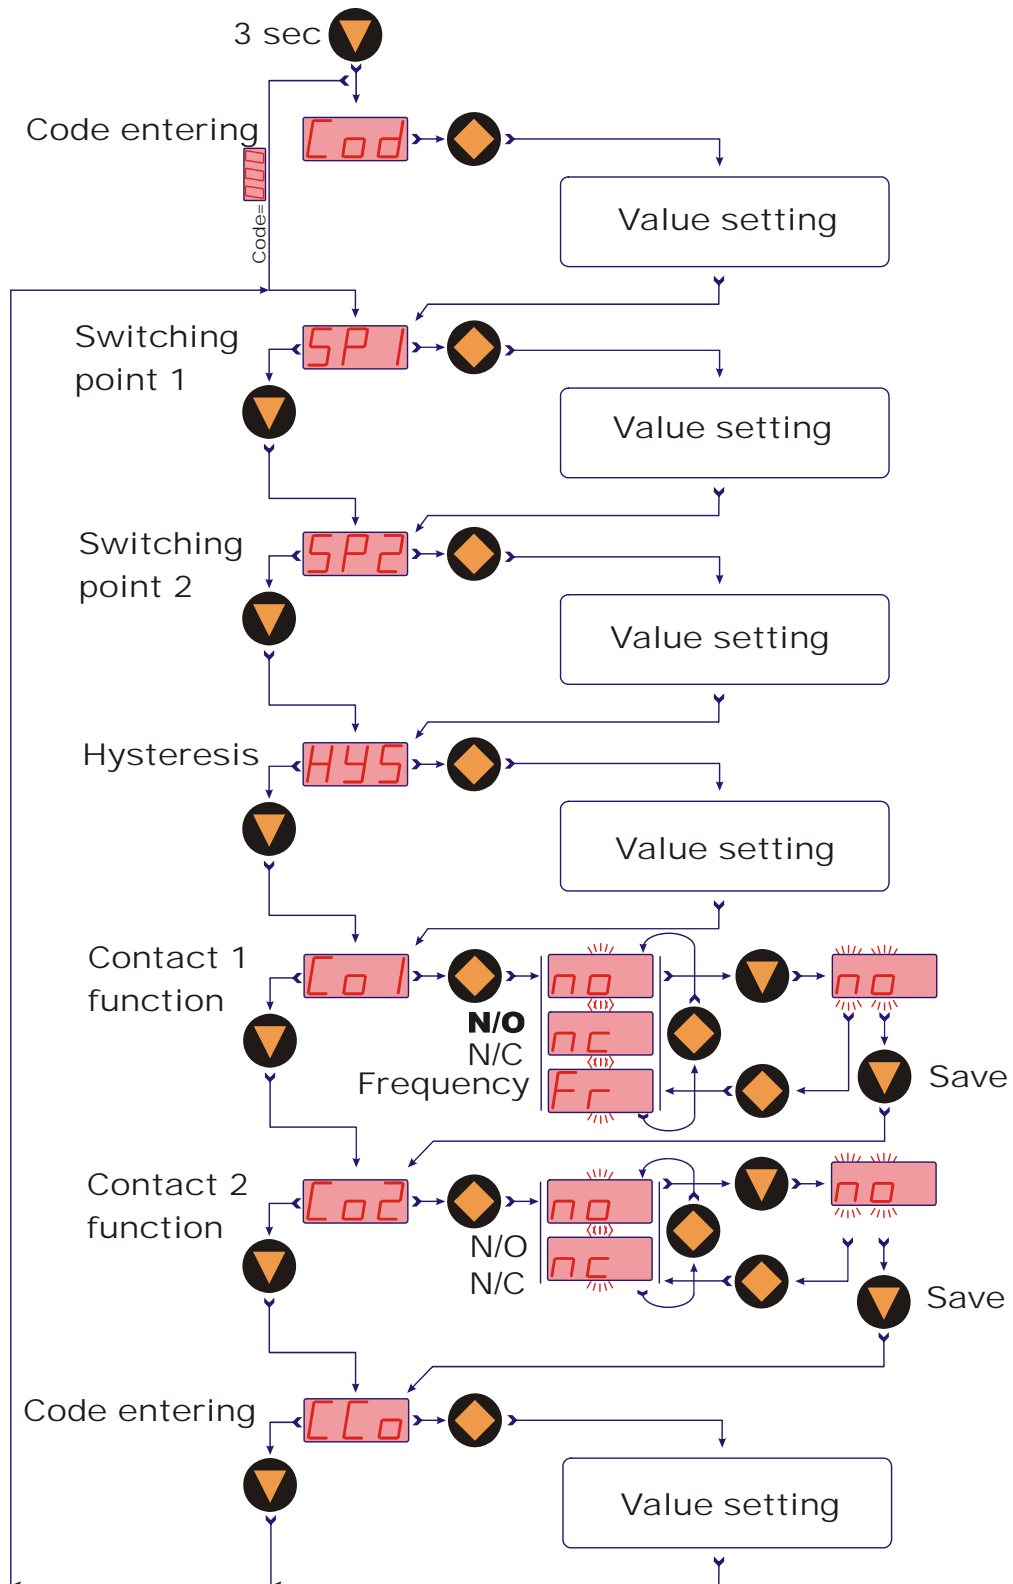 3 sec
Code entering
Cod
Code=000
Value setting
Switching
point 1
SP1
Value setting
Switching
point 2
SP2
Value setting
Hysteresis
HYS
Value setting
Contact 1
function
Co1
no
no
N/O
nc
N/C
Frequency
Fr
Save
Contact 2
function
Co2
no
no
N/O
nc
N/C
Save
Code entering
CCo
Value setting